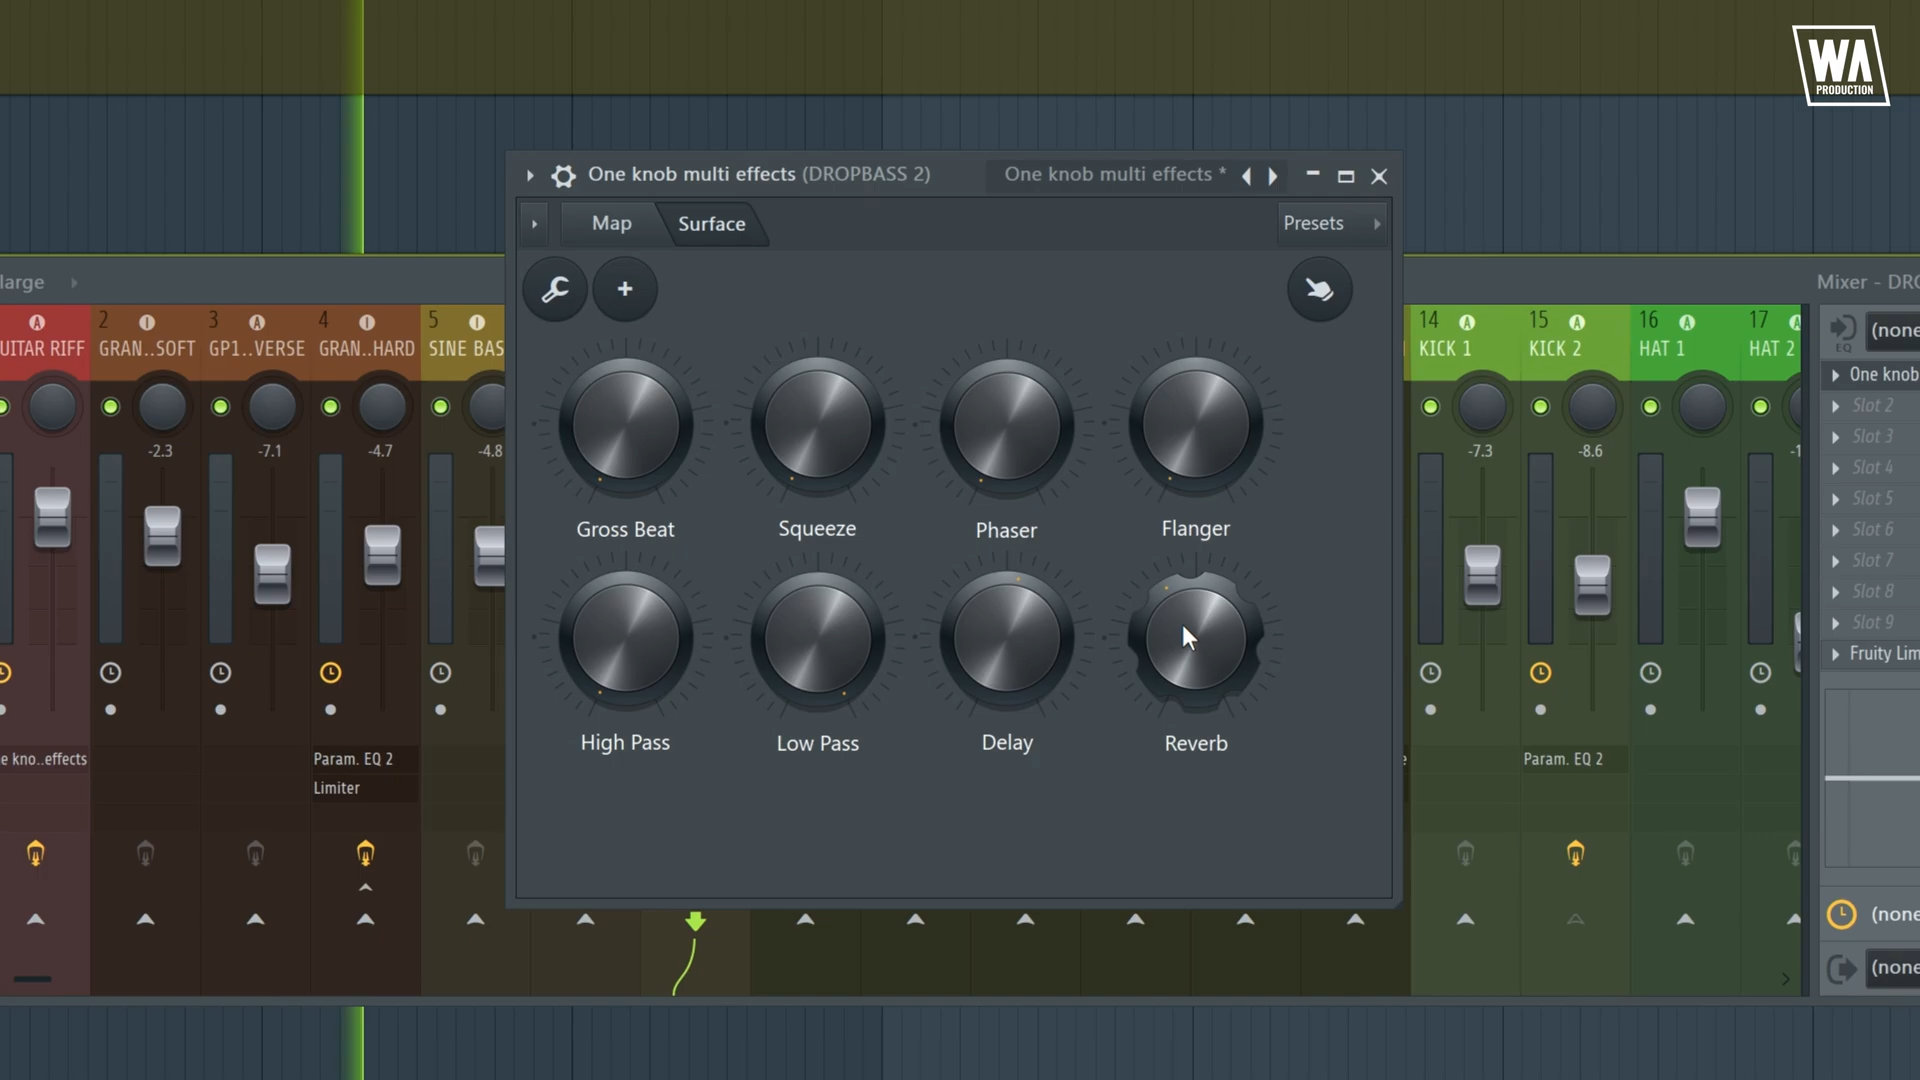 WA
PRODUCTION
One knob multi effects (DROPBASS 2)
One knob multi effects *
Map
Surface
Presets
large
Mixer - DRO
2
3
4
5
14
15
16
17
UITAR RIFF
GRAN..SOFT
GP1..VERSE
GRAN..HARD
SINE BAS
KICK 1
KICK 2
HAT 1
HAT 2
EQ
(none
One knob
Slot 2
Slot 3
Slot 4
Slot 5
Slot 6
Slot 7
Slot 8
Slot 9
Fruity Lim
-2.3
-7.1
-4.7
-4.8
-7.3
-8.6
-1
Gross Beat
Squeeze
Phaser
Flanger
High Pass
Low Pass
Delay
Reverb
e kno..effects
Param. EQ 2
Limiter
Param. EQ 2
(none
(none